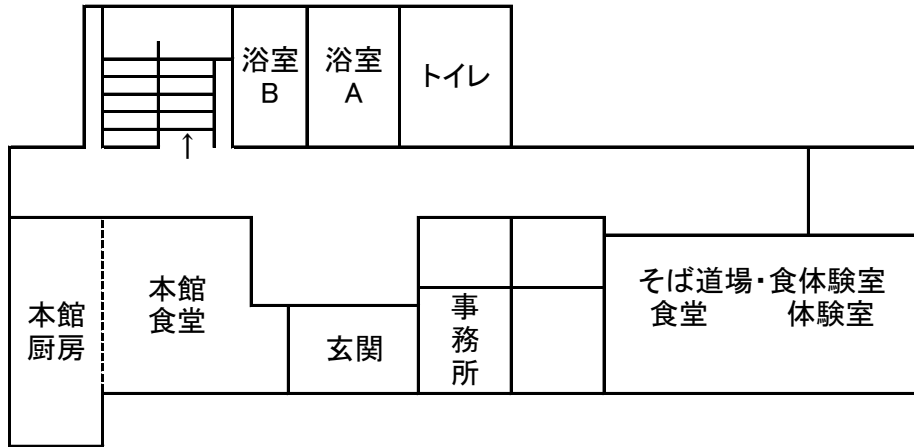 浴室
B
浴室
A
トイレ
↑
本館
厨房
本館
食堂
玄関
事務所
そば道場・食体験室
食堂 体験室